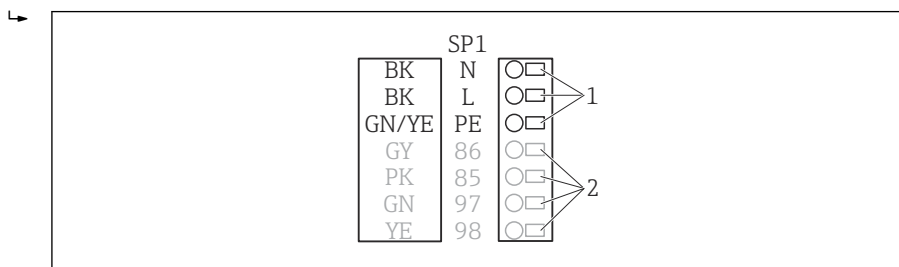 SP1
BK N
BK L 1
GN/YE PE
GY 86
PK 85 2
GN 97
YE 98